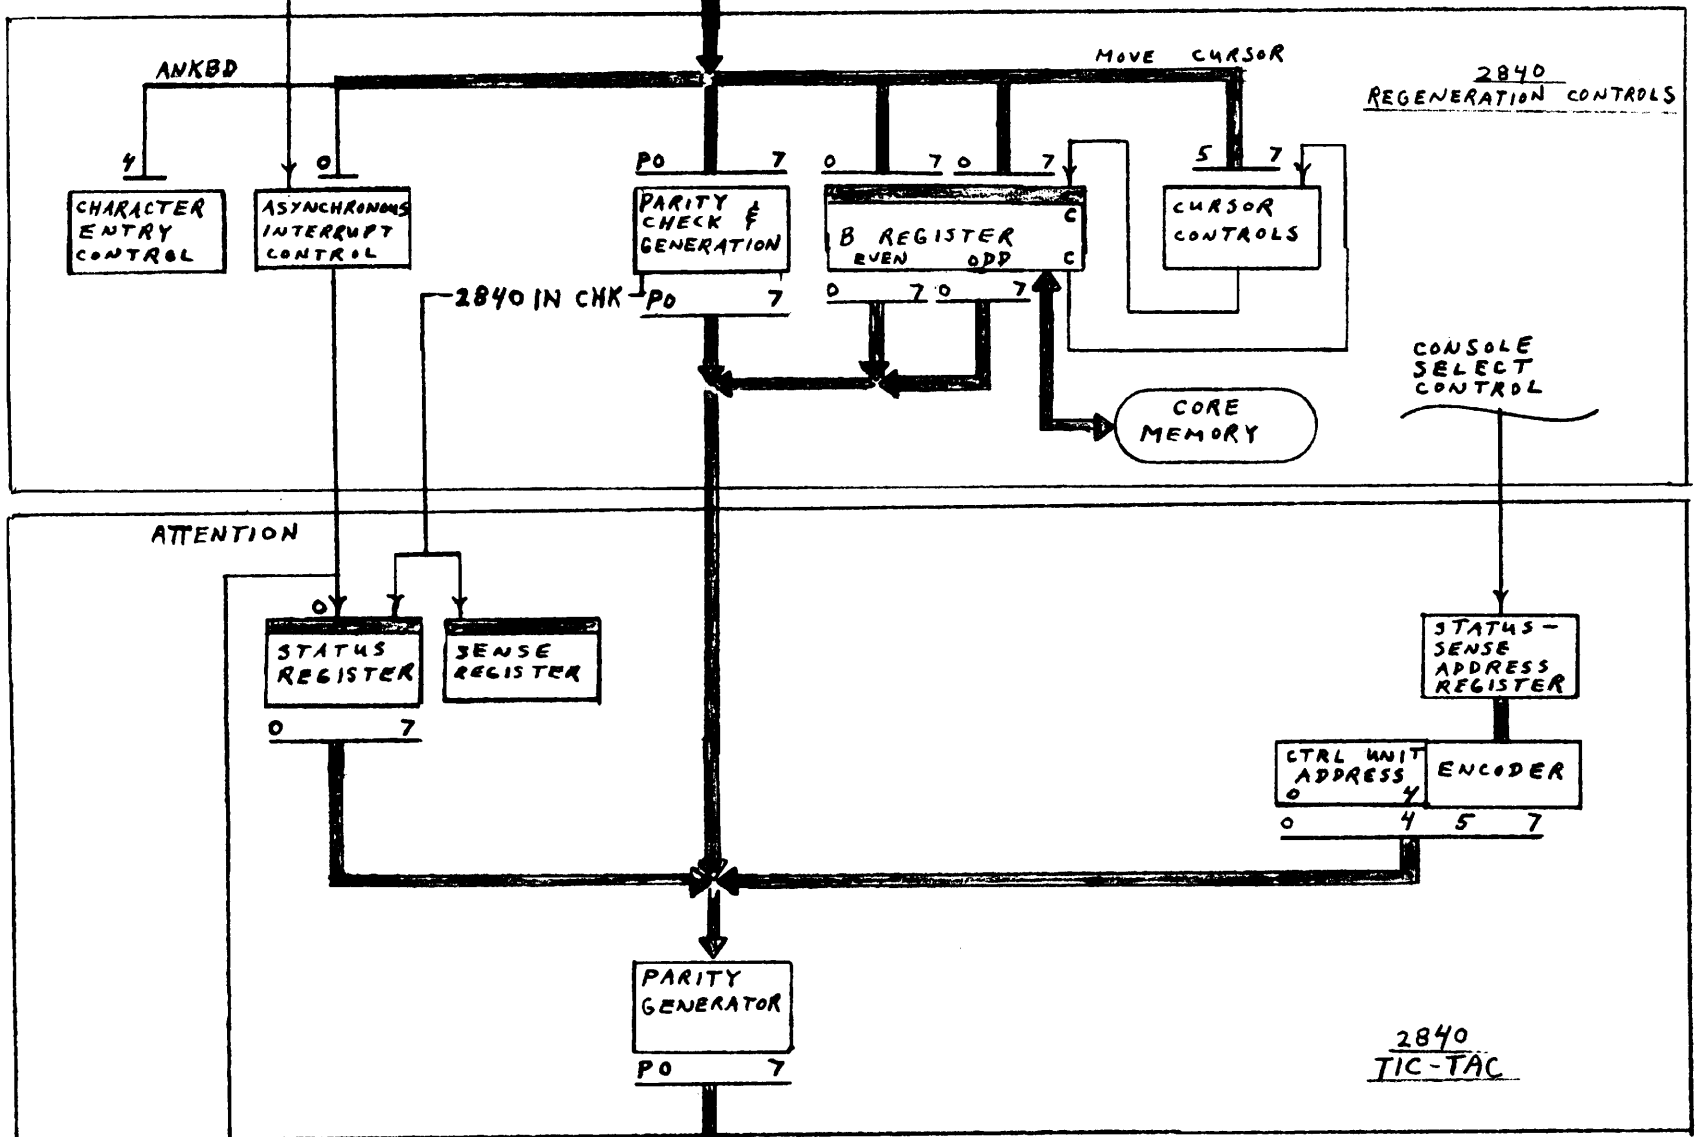 MOVE CURSOR
ANKBD
2840
REGENERATION CONTROLS
4
0
P0 7
0 7
0 7
5 7
CHARACTER
ENTRY
CONTROL
ASYNCHRONOUS
INTERRUPT
CONTROL
PARITY
CHECK &
GENERATION
C
B REGISTER
EVEN ODD C
CURSOR
CONTROLS
2840 IN CHK
P0 7
0 7
0 7
CONSOLE
SELECT
CONTROL
CORE
MEMORY
ATTENTION
0
STATUS
REGISTER
SENSE
REGISTER
0 7
STATUS-
SENSE
ADDRESS
REGISTER
CTRL UNIT
ADDRESS
0 4
ENCODER
0 4 5 7
PARITY
GENERATOR
P0 7
2840
TIC-TAC